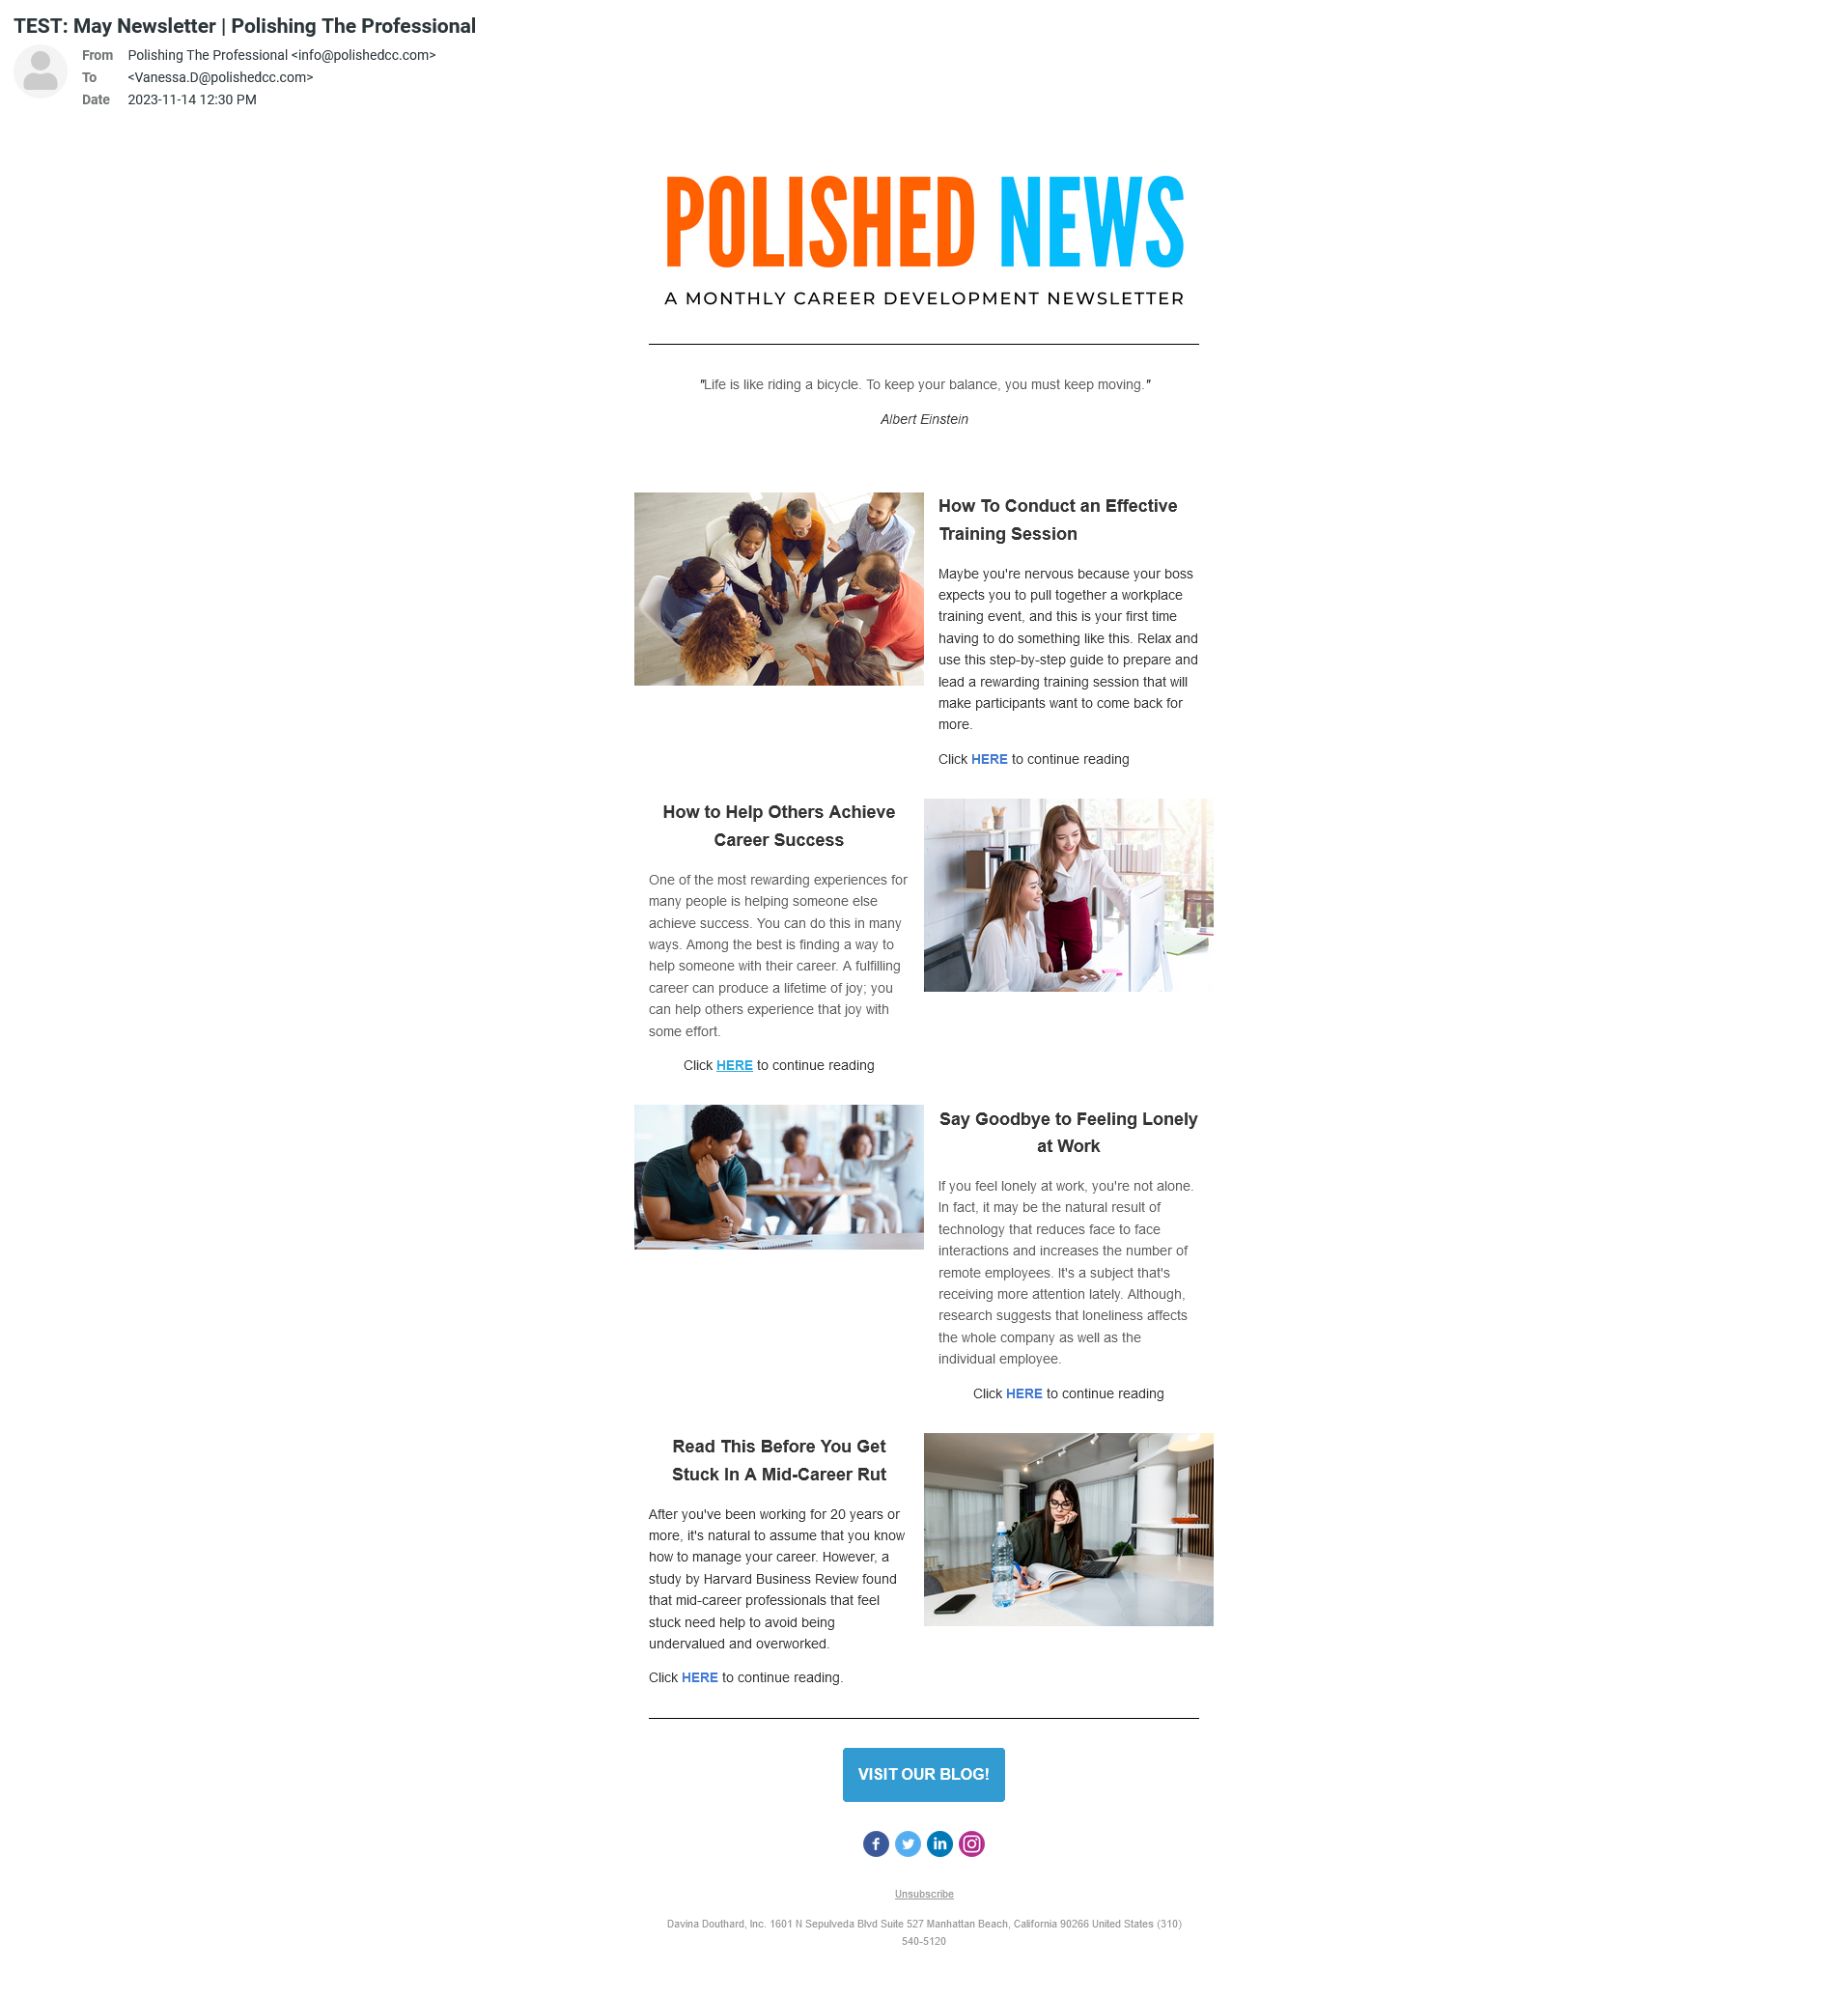 TEST: May Newsletter | Polishing The Professional
From Polishing The Professional <info@polishedcc.com>
To <Vanessa.D@polishedcc.com>
Date 2023-11-14 12:30 PM
POLISHED NEWS
A MONTHLY CAREER DEVELOPMENT NEWSLETTER
"Life is like riding a bicycle. To keep your balance, you must keep moving."
Albert Einstein
How To Conduct an Effective
Training Session
Maybe you're nervous because your boss
expects you to pull together a workplace
training event, and this is your first time
having to do something like this. Relax and
use this step-by-step guide to prepare and
lead a rewarding training session that will
make participants want to come back for
more.
Click HERE to continue reading
How to Help Others Achieve
Career Success
One of the most rewarding experiences for
many people is helping someone else
achieve success. You can do this in many
ways. Among the best is finding a way to
help someone with their career. A fulfilling
career can produce a lifetime of joy; you
can help others experience that joy with
some effort.
Click HERE to continue reading
Say Goodbye to Feeling Lonely
at Work
If you feel lonely at work, you're not alone.
In fact, it may be the natural result of
technology that reduces face to face
interactions and increases the number of
remote employees. It's a subject that's
receiving more attention lately. Although,
research suggests that loneliness affects
the whole company as well as the
individual employee.
Click HERE to continue reading
Read This Before You Get
Stuck In A Mid-Career Rut
After you've been working for 20 years or
more, it's natural to assume that you know
how to manage your career. However, a
study by Harvard Business Review found
that mid-career professionals that feel
stuck need help to avoid being
undervalued and overworked.
Click HERE to continue reading.
VISIT OUR BLOG!
Unsubscribe
Davina Douthard, Inc. 1601 N Sepulveda Blvd Suite 527 Manhattan Beach, California 90266 United States (310)
540-5120